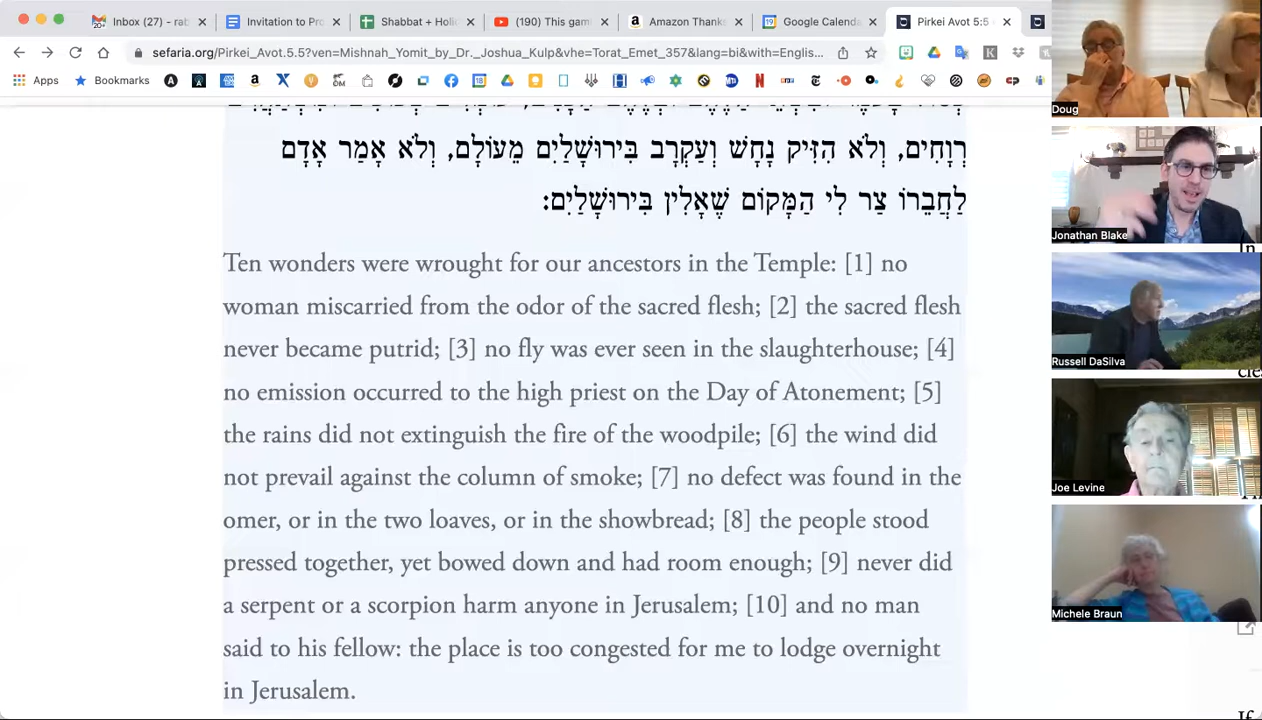 Inbox (27) - rab
Invitation to Pro
Shabbat + Holi
(190) This gam
Amazon Thank
Google Calenda
Pirkei Avot 5:5
sefaria.org/Pirkei_Avot.5.5?ven=Mishnah_Yomit_by_Dr._Joshua_Kulp&vhe=Torat_Emet_357&lang=bi&with=Englis...
Apps
Bookmarks
רְוָחִים, וְלֹא הִזִּיק נָחָשׁ וְעַקְרָב בִּירוּשָׁלַיִם מֵעוֹלָם, וְלֹא אָמַר אָדָם
לַחֲבֵרוֹ צַר לִי הַמָּקוֹם שֶׁאָלִין בִּירוּשָׁלַיִם:
Ten wonders were wrought for our ancestors in the Temple: [1] no
woman miscarried from the odor of the sacred flesh; [2] the sacred flesh
never became putrid; [3] no fly was ever seen in the slaughterhouse; [4]
no emission occurred to the high priest on the Day of Atonement; [5]
the rains did not extinguish the fire of the woodpile; [6] the wind did
not prevail against the column of smoke; [7] no defect was found in the
omer, or in the two loaves, or in the showbread; [8] the people stood
pressed together, yet bowed down and had room enough; [9] never did
a serpent or a scorpion harm anyone in Jerusalem; [10] and no man
said to his fellow: the place is too congested for me to lodge overnight
in Jerusalem.
Doug
Jonathan Blake
Russell DaSilva
Joe Levine
Michele Braun
In
If